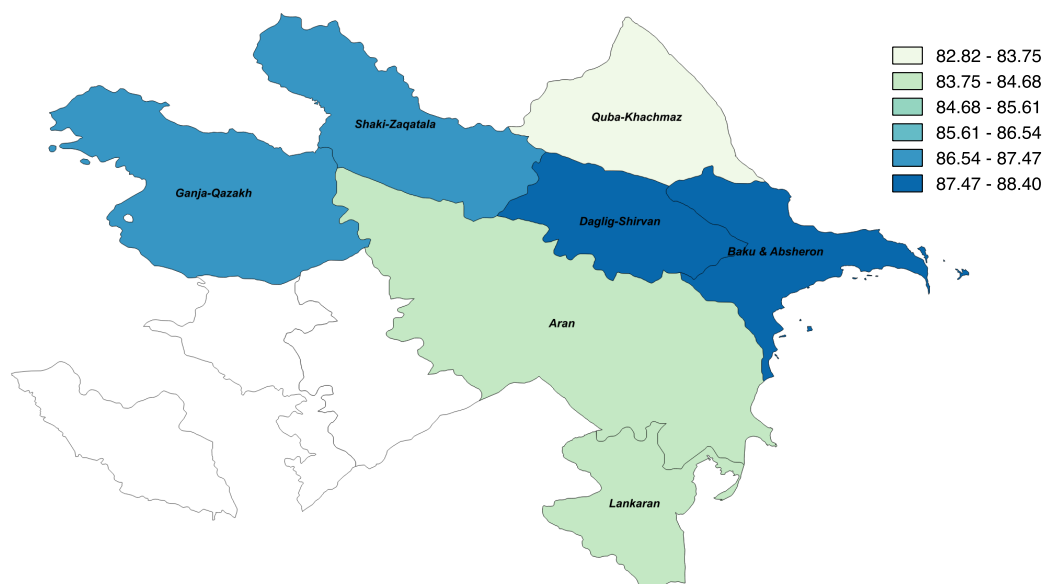 82.82 - 83.75
83.75 - 84.68
84.68 - 85.61
85.61 - 86.54
86.54 - 87.47
87.47 - 88.40
Quba-Khachmaz
Shaki-Zaqatala
Ganja-Qazakh
Daglig-Shirvan
Baku & Absheron
Aran
Lankaran